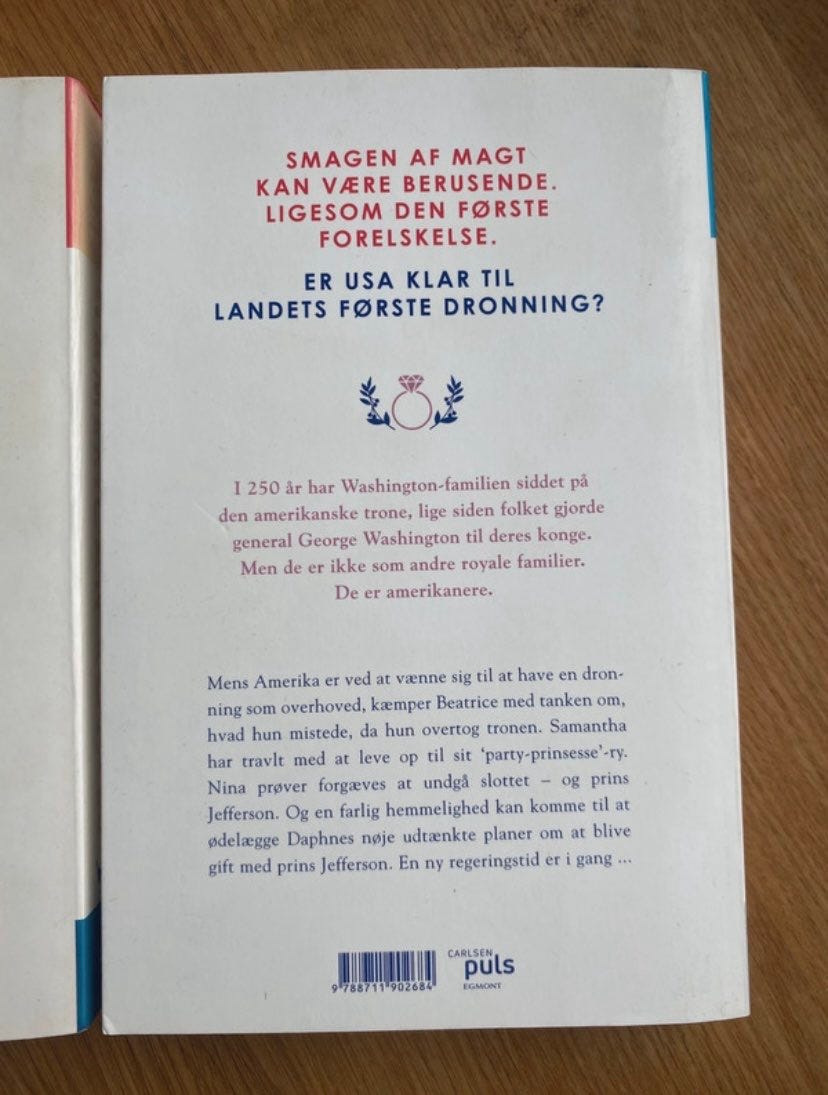 SMAGEN AF MAGT
KAN VÆRE BERUSENDE.
LIGESOM DEN FØRSTE
FORELSKELSE.
ER USA KLAR TIL
LANDETS FØRSTE DRONNING?
I 250 år har Washington-familien siddet på
den amerikanske trone, lige siden folket gjorde
general George Washington til deres konge.
Men de er ikke som andre royale familier.
De er amerikanere.
Mens Amerika er ved at vænne sig til at have en dron-
ning som overhoved, kæmper Beatrice med tanken om,
hvad hun mistede, da hun overtog tronen. Samantha
har travlt med at leve op til sit ‘party-prinsesse’-ry.
Nina prøver forgæves at undgå slottet – og prins
Jefferson. Og en farlig hemmelighed kan komme til at
ødelægge Daphnes nøje udtænkte planer om at blive
gift med prins Jefferson. En ny regeringstid er i gang ...
9 788711 902684
CARLSEN
puls
EGMONT